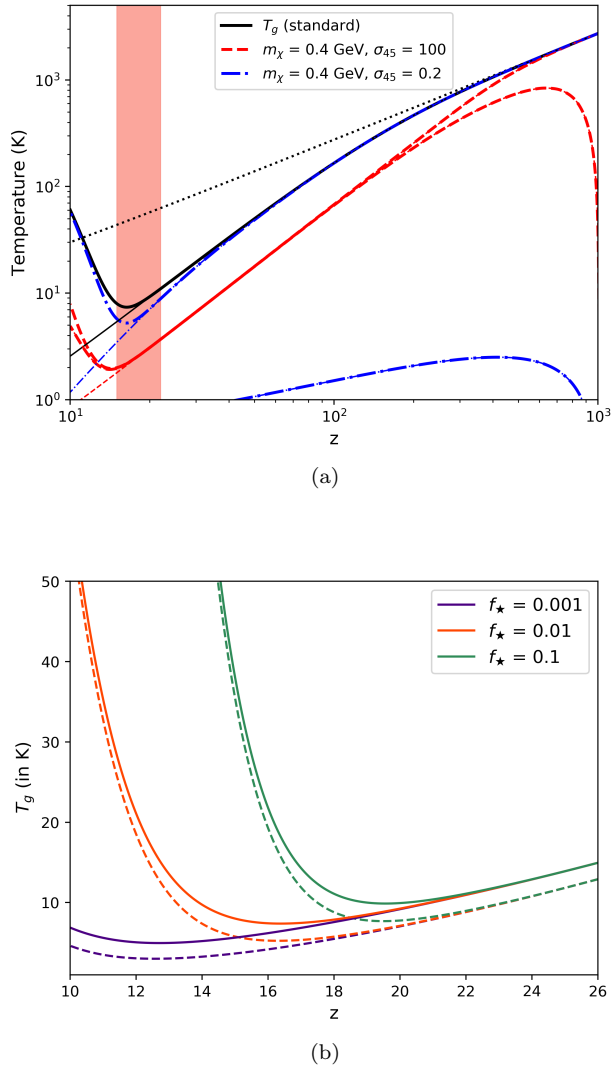 T_g (standard)
m_χ = 0.4 GeV, σ_45 = 100
m_χ = 0.4 GeV, σ_45 = 0.2
Temperature (K)
10^3
10^2
10^1
10^0
10^1 10^2 10^3
z
(a)
f_★ = 0.001
f_★ = 0.01
f_★ = 0.1
T_g (in K)
50
40
30
20
10
10 12 14 16 18 20 22 24 26
z
(b)